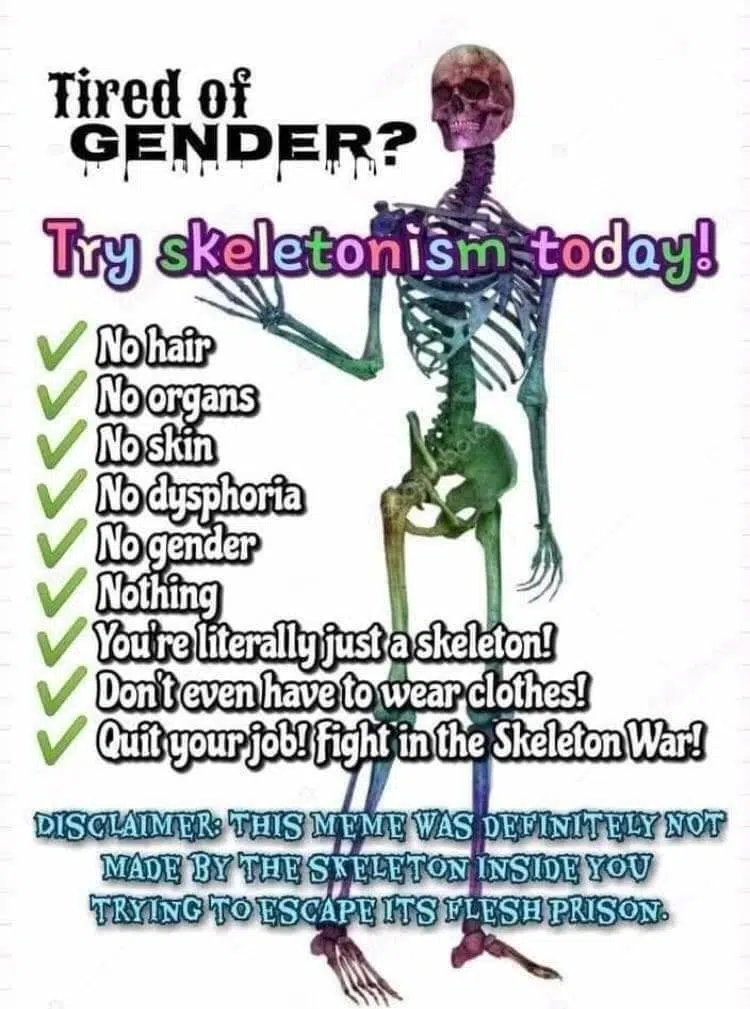 Tired of
GENDER?
Try skeletonism today!
No hair
No organs
No skin
No dysphoria
No gender
Nothing
You're literally just a skeleton!
Don't even have to wear clothes!
Quit your job! Fight in the Skeleton War!
DISCLAIMER: THIS MEME WAS DEFINITELY NOT
MADE BY THE SKELETON INSIDE YOU
TRYING TO ESCAPE ITS FLESH PRISON.